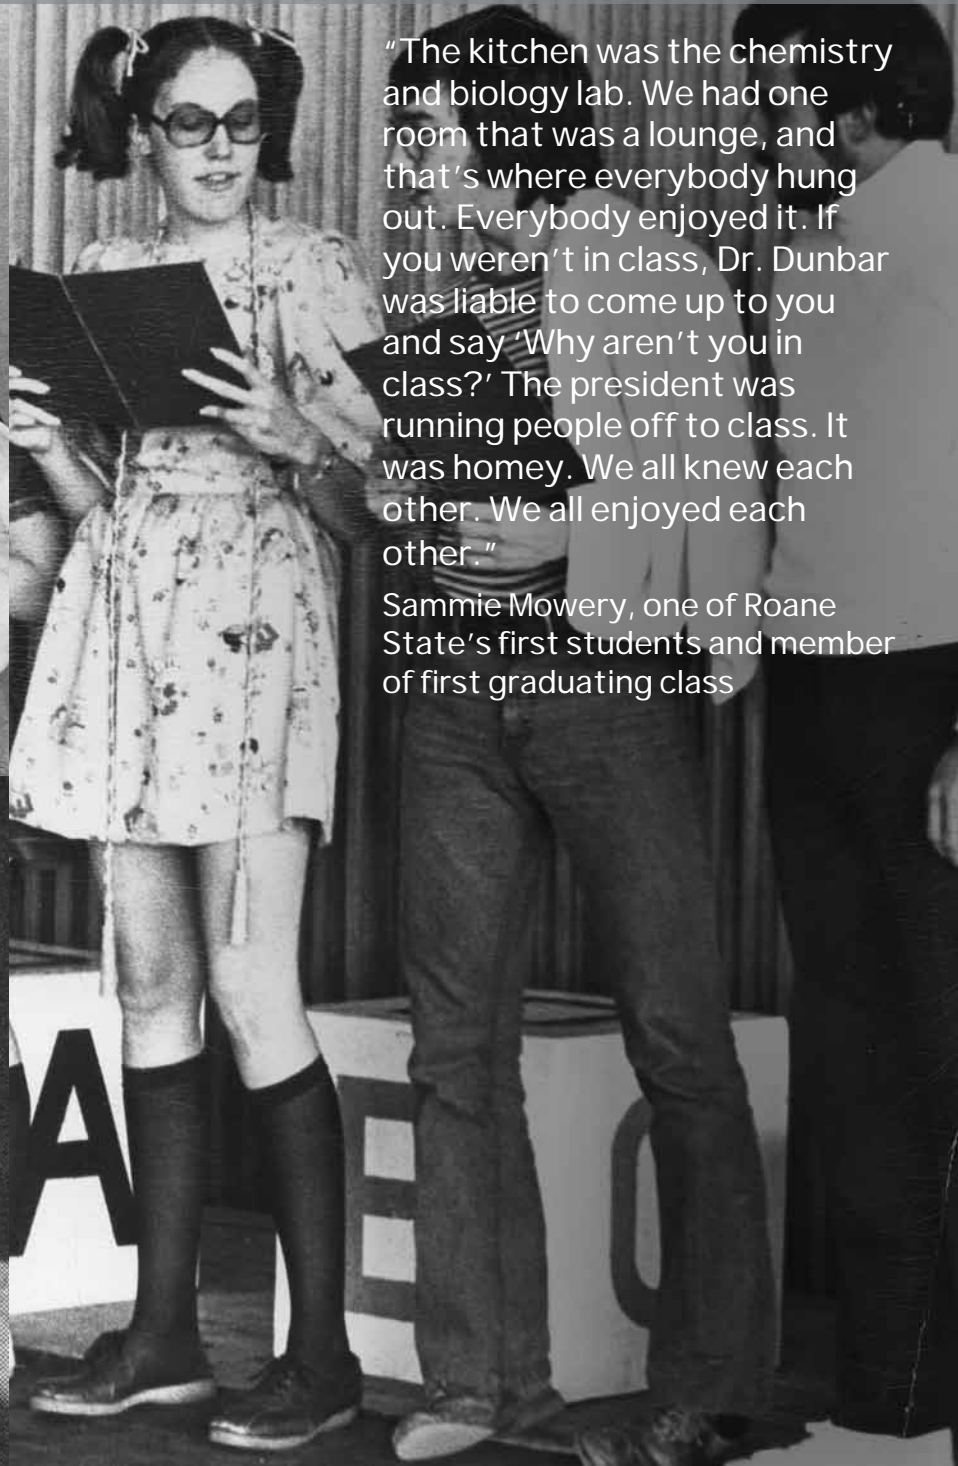 “The kitchen was the chemistry
and biology lab. We had one
room that was a lounge, and
that’s where everybody hung
out. Everybody enjoyed it. If
you weren’t in class, Dr. Dunbar
was liable to come up to you
and say ‘Why aren’t you in
class?’ The president was
running people off to class. It
was homey. We all knew each
other. We all enjoyed each
other.”
Sammie Mowery, one of Roane
State’s first students and member
of first graduating class
A
E